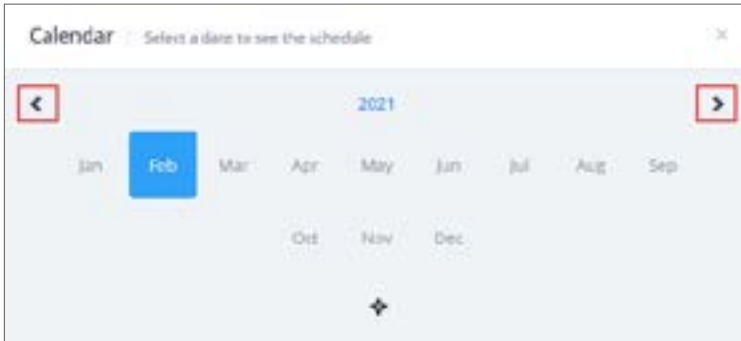 Calendar Select a date to see the schedule
2021
Jan Feb Mar Apr May Jun Jul Aug Sep
Oct Nov Dec